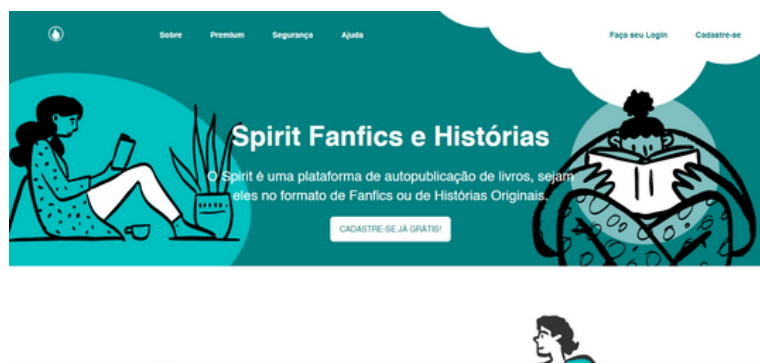 Sobre Premium Segurança Ajuda Faça seu Login Cadastre-se
Spirit Fanfics e Histórias
O Spirit é uma plataforma de autopublicação de livros, sejam
eles no formato de Fanfics ou de Histórias Originais.
CADASTRE-SE JÁ GRÁTIS!